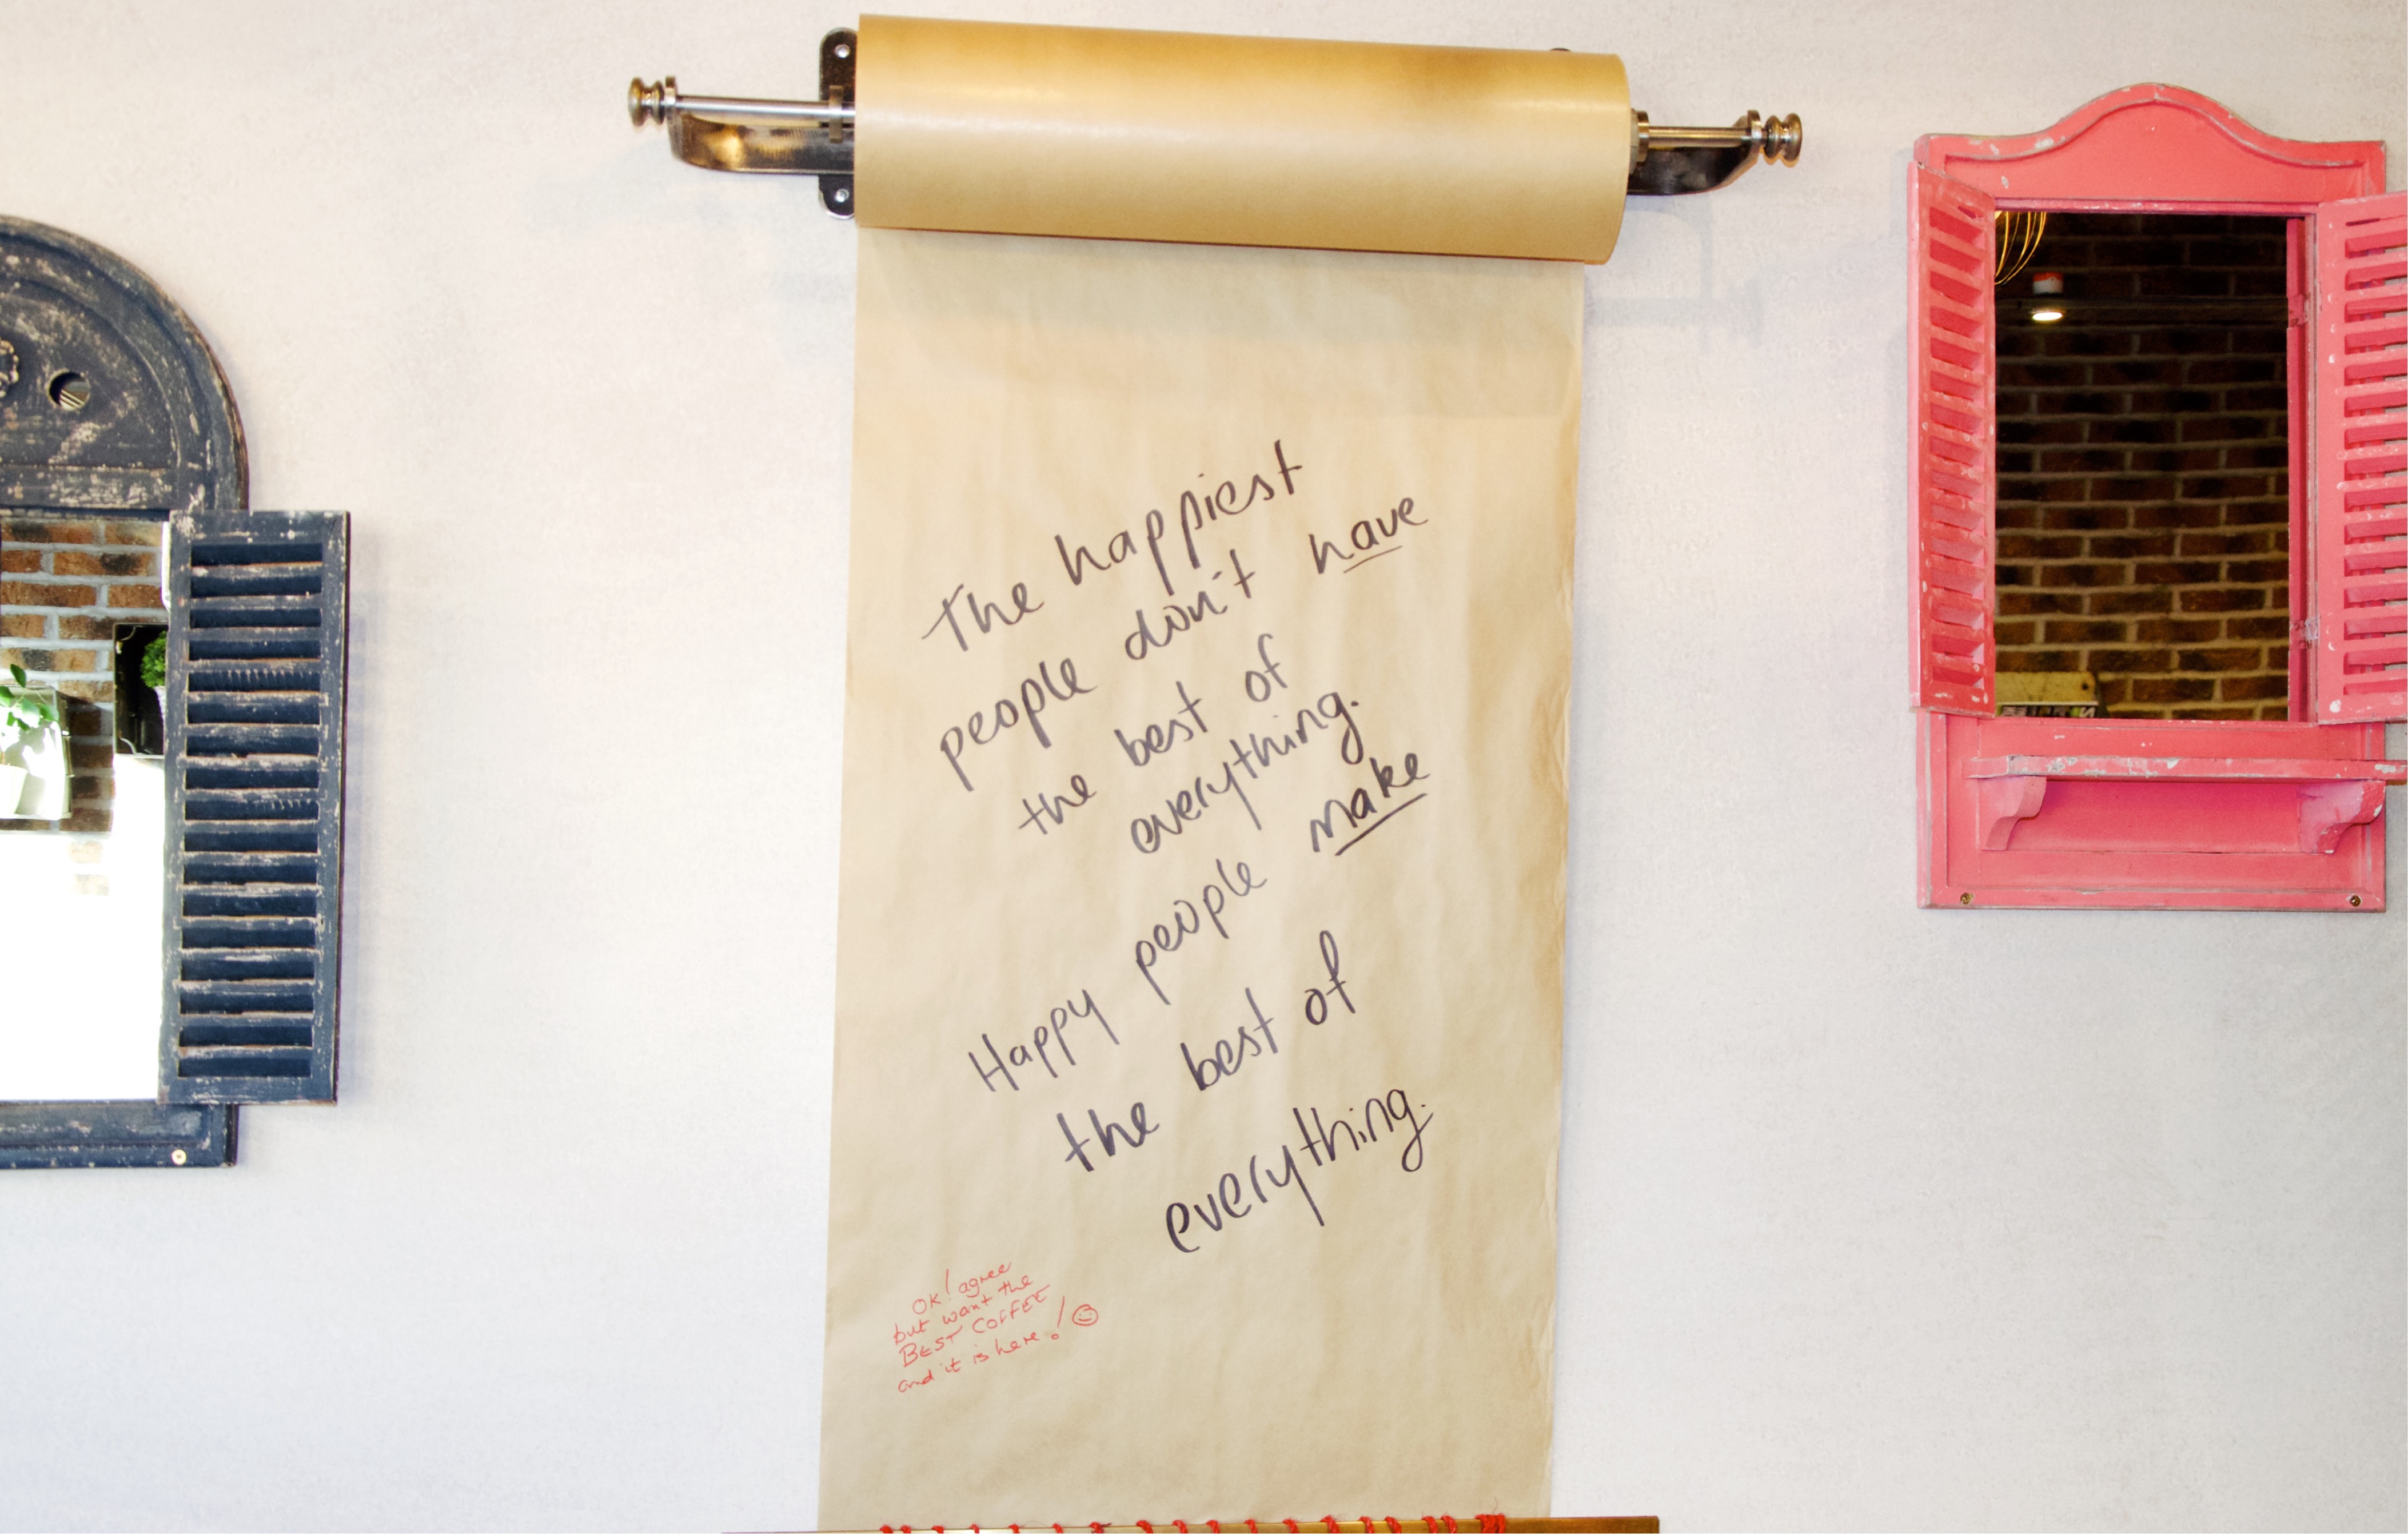 The happiest
people don't have
the best of
everything.
Happy people make
the best of
everything.
OK! agree
but want the
BEST COFFEE
and it is here!